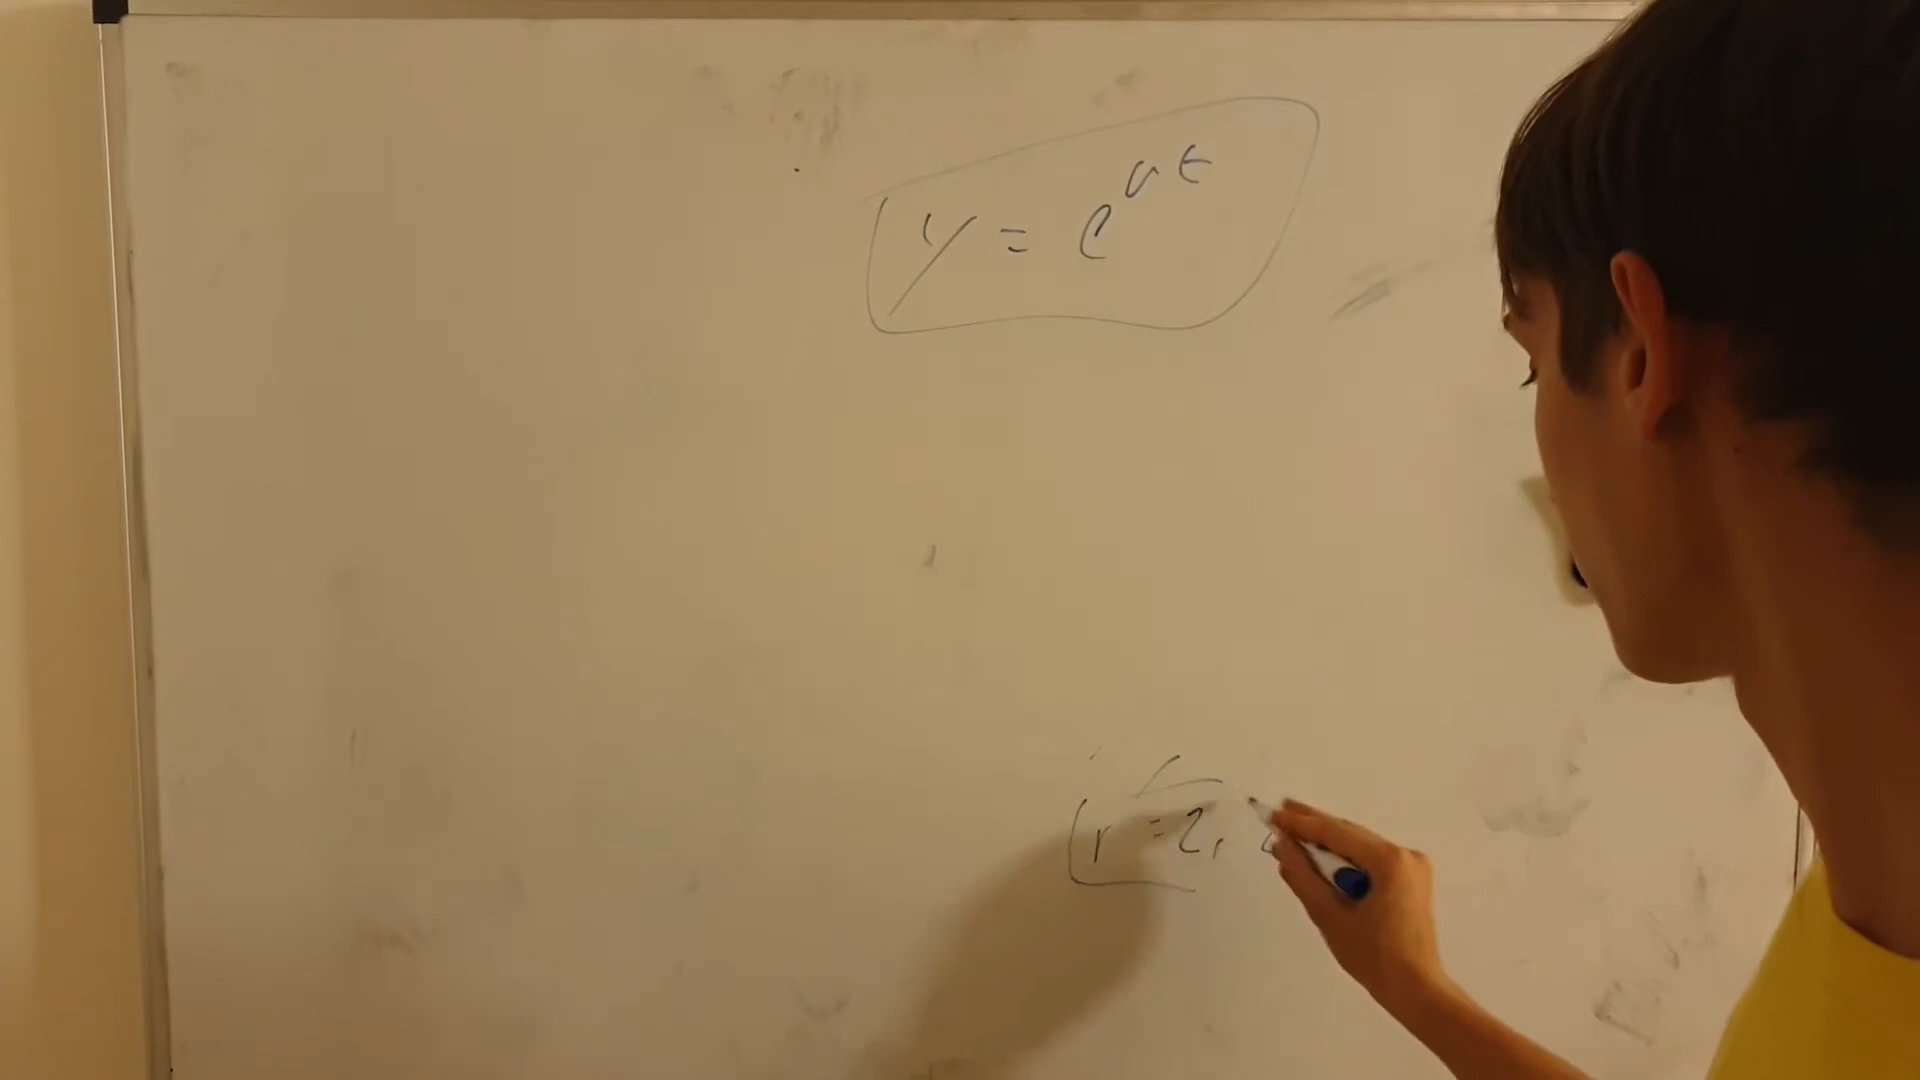 y = e^rt
r = 2,